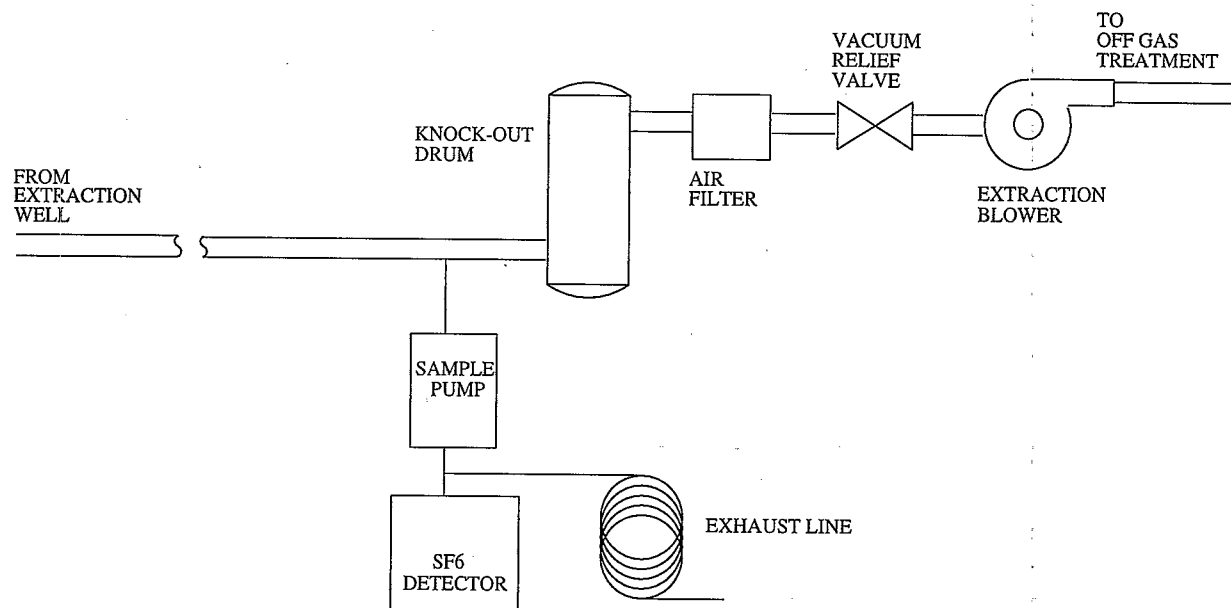 TO
OFF GAS
TREATMENT
VACUUM
RELIEF
VALVE
KNOCK-OUT
DRUM
FROM
EXTRACTION
WELL
AIR
FILTER
EXTRACTION
BLOWER
SAMPLE
PUMP
EXHAUST LINE
SF6
DETECTOR